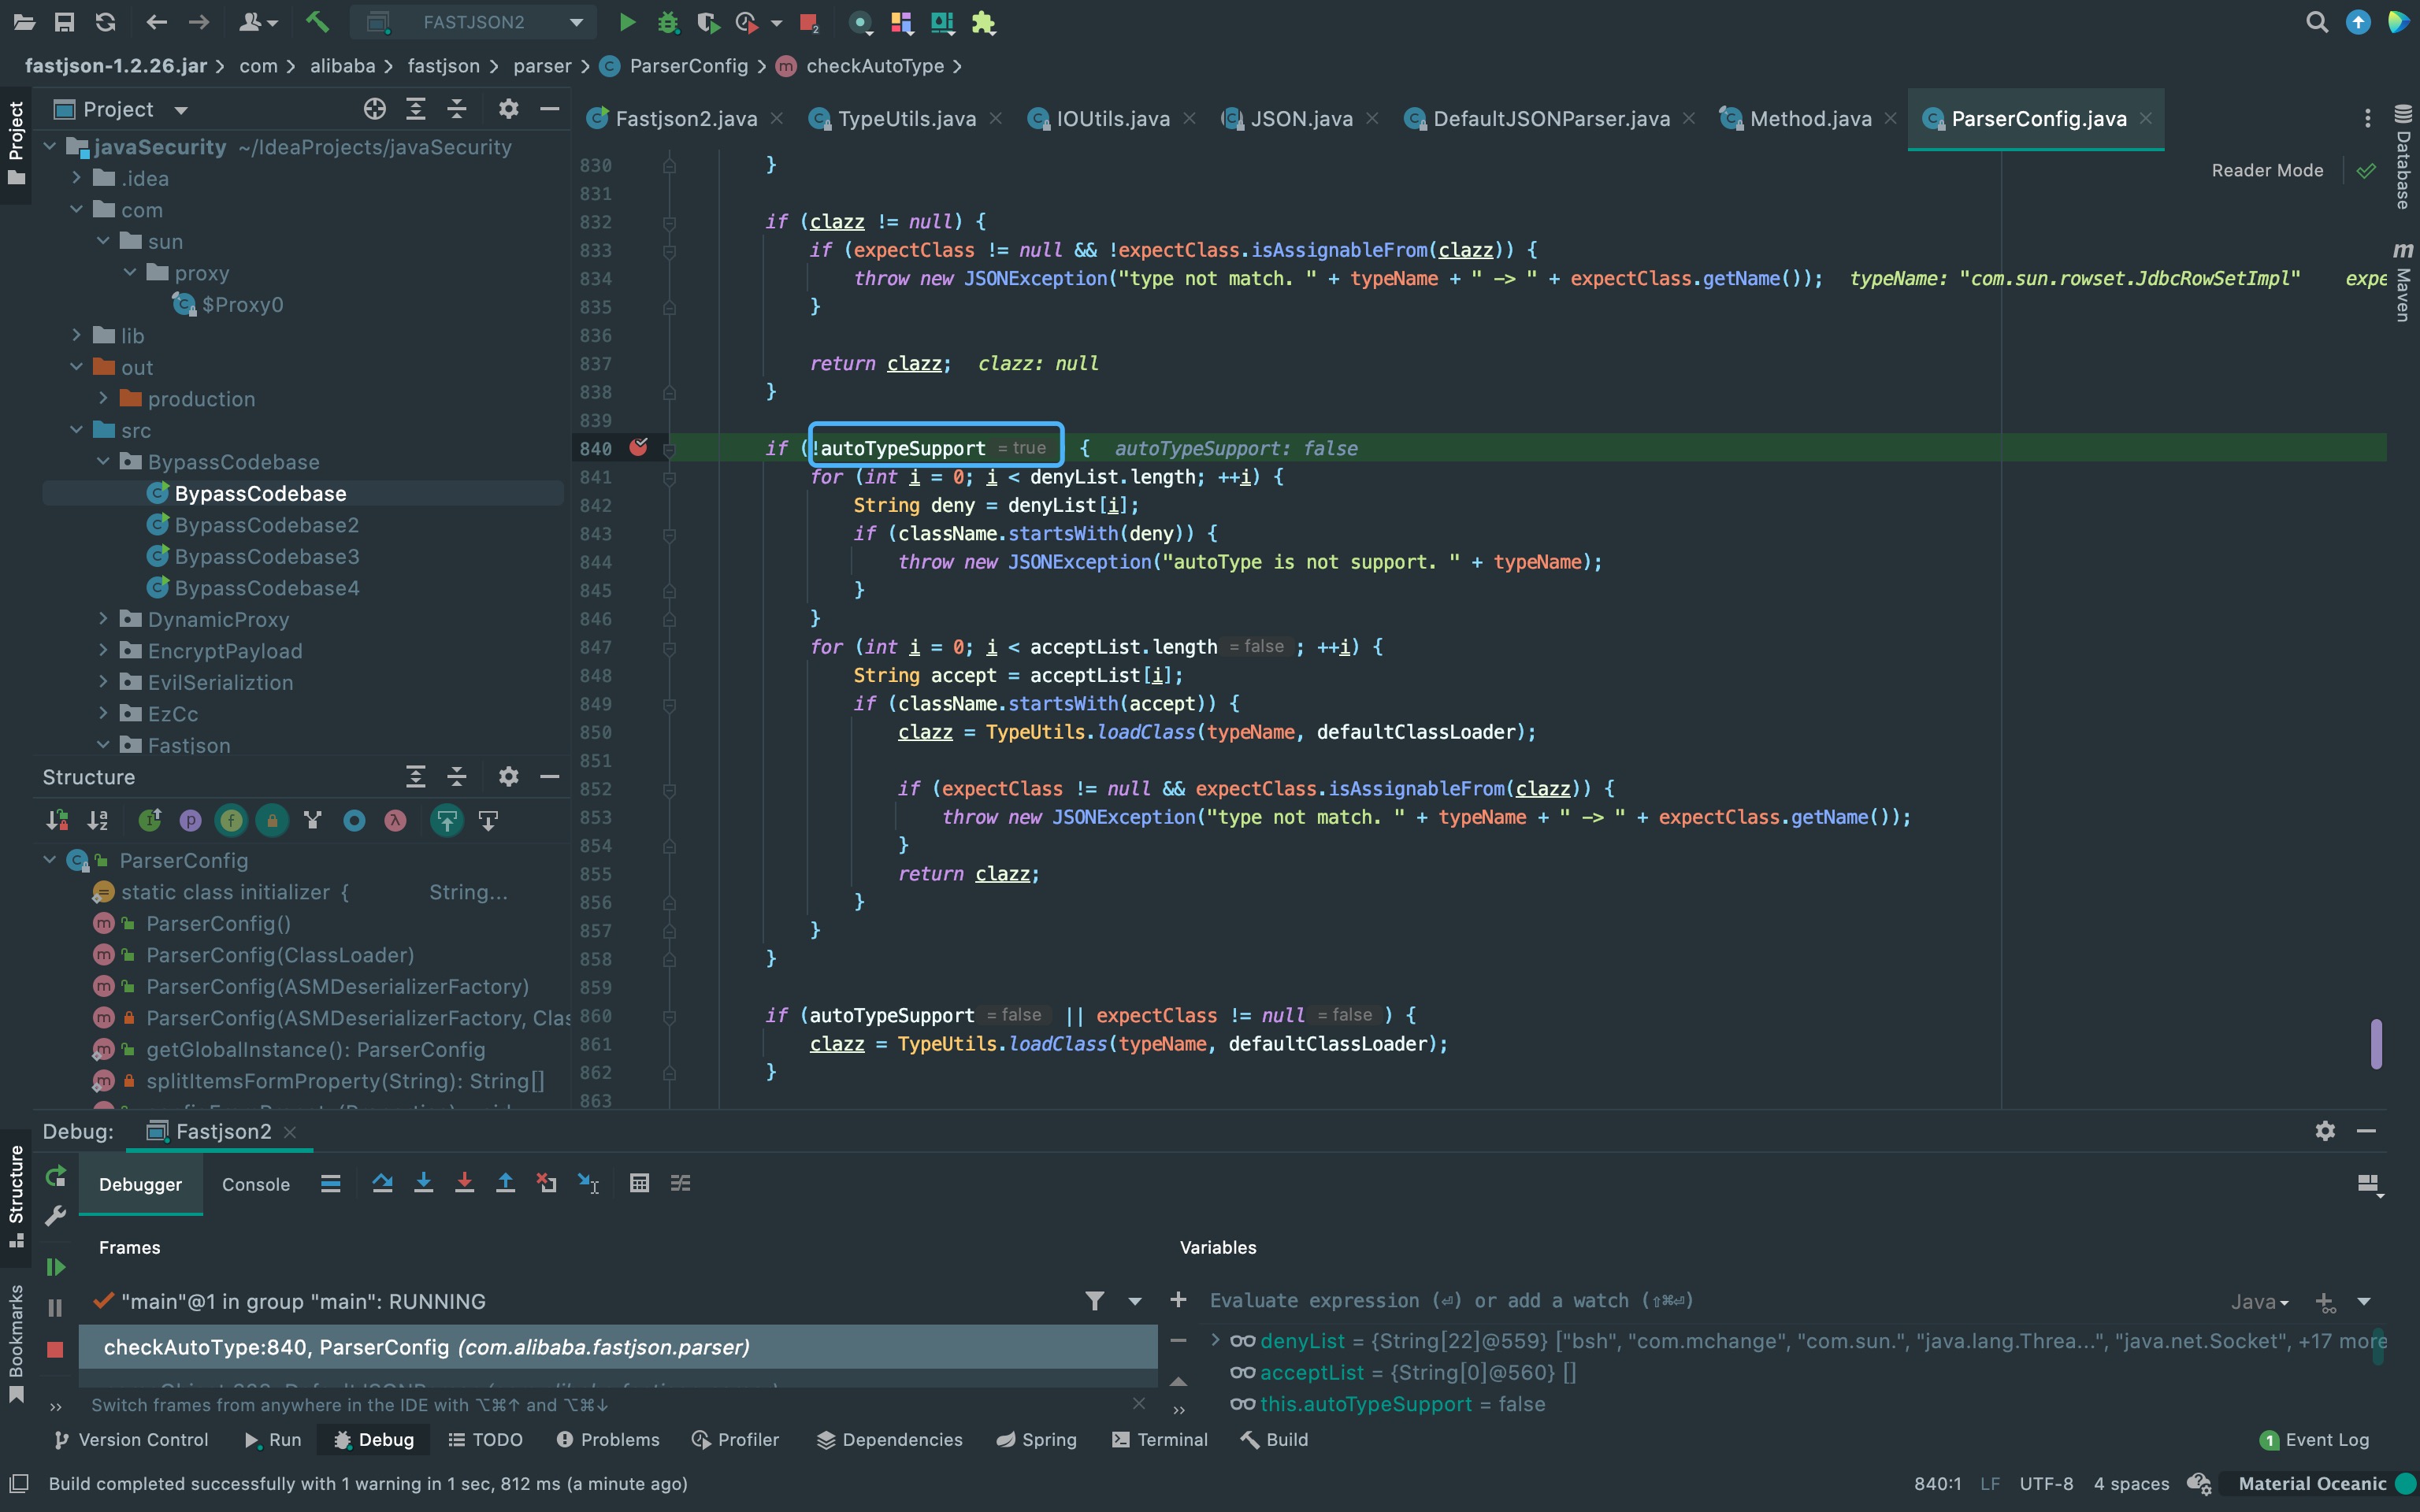 FASTJSON2
fastjson-1.2.26.jar > com > alibaba > fastjson > parser > ParserConfig > checkAutoType >
Project
Fastjson2.java
TypeUtils.java
IOUtils.java
JSON.java
DefaultJSONParser.java
Method.java
ParserConfig.java
Reader Mode
Project
Structure
Bookmarks
Database
Maven
javaSecurity ~/IdeaProjects/javaSecurity
.idea
com
sun
proxy
$Proxy0
lib
out
production
src
BypassCodebase
BypassCodebase
BypassCodebase2
BypassCodebase3
BypassCodebase4
DynamicProxy
EncryptPayload
EvilSerializtion
EzCc
Fastjson
Structure
ParserConfig
static class initializer { String...
ParserConfig()
ParserConfig(ClassLoader)
ParserConfig(ASMDeserializerFactory)
ParserConfig(ASMDeserializerFactory, Clas
getGlobalInstance(): ParserConfig
splitItemsFormProperty(String): String[]
830 }
831
832 if (clazz != null) {
833 if (expectClass != null && !expectClass.isAssignableFrom(clazz)) {
834 throw new JSONException("type not match. " + typeName + " -> " + expectClass.getName()); typeName: "com.sun.rowset.JdbcRowSetImpl" expe
835 }
836
837 return clazz; clazz: null
838 }
839
840 if (!autoTypeSupport = true ) { autoTypeSupport: false
841 for (int i = 0; i < denyList.length; ++i) {
842 String deny = denyList[i];
843 if (className.startsWith(deny)) {
844 throw new JSONException("autoType is not support. " + typeName);
845 }
846 }
847 for (int i = 0; i < acceptList.length = false ; ++i) {
848 String accept = acceptList[i];
849 if (className.startsWith(accept)) {
850 clazz = TypeUtils.loadClass(typeName, defaultClassLoader);
851
852 if (expectClass != null && expectClass.isAssignableFrom(clazz)) {
853 throw new JSONException("type not match. " + typeName + " -> " + expectClass.getName());
854 }
855 return clazz;
856 }
857 }
858 }
859
860 if (autoTypeSupport = false || expectClass != null = false ) {
861 clazz = TypeUtils.loadClass(typeName, defaultClassLoader);
862 }
863
Debug: Fastjson2
Debugger Console
Frames
"main"@1 in group "main": RUNNING
checkAutoType:840, ParserConfig (com.alibaba.fastjson.parser)
Switch frames from anywhere in the IDE with ⌥⌘↑ and ⌥⌘↓
Variables
Evaluate expression (⏎) or add a watch (⇧⌘⏎)
Java
denyList = {String[22]@559} ["bsh", "com.mchange", "com.sun.", "java.lang.Threa...", "java.net.Socket", +17 more
acceptList = {String[0]@560} []
this.autoTypeSupport = false
Version Control Run Debug TODO Problems Profiler Dependencies Spring Terminal Build
1 Event Log
Build completed successfully with 1 warning in 1 sec, 812 ms (a minute ago)
840:1 LF UTF-8 4 spaces Material Oceanic